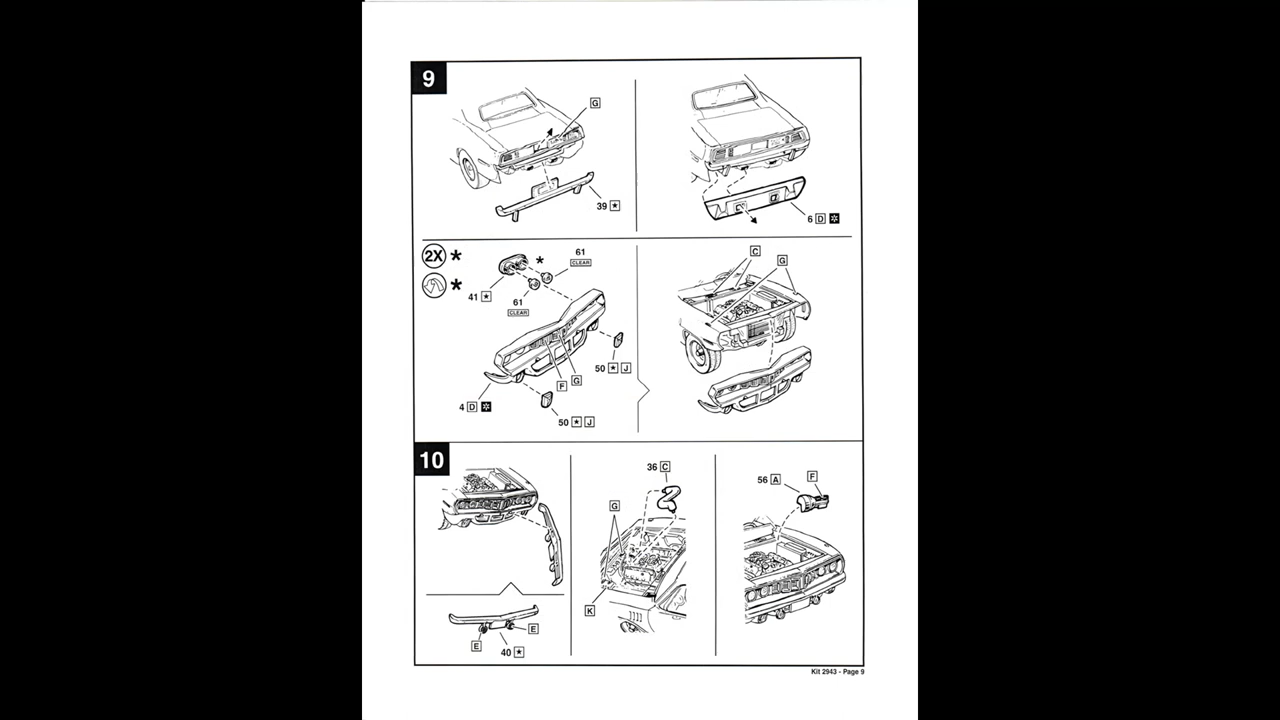 9
G
39 ★
6 D ✲
2X *
*
*
61
CLEAR
41 ★
61
CLEAR
50 ★ J
F
G
4 D ✲
50 ★ J
C
G
10
E
E
40 ★
36 C
G
K
56 A
F
Kit 2943 - Page 9